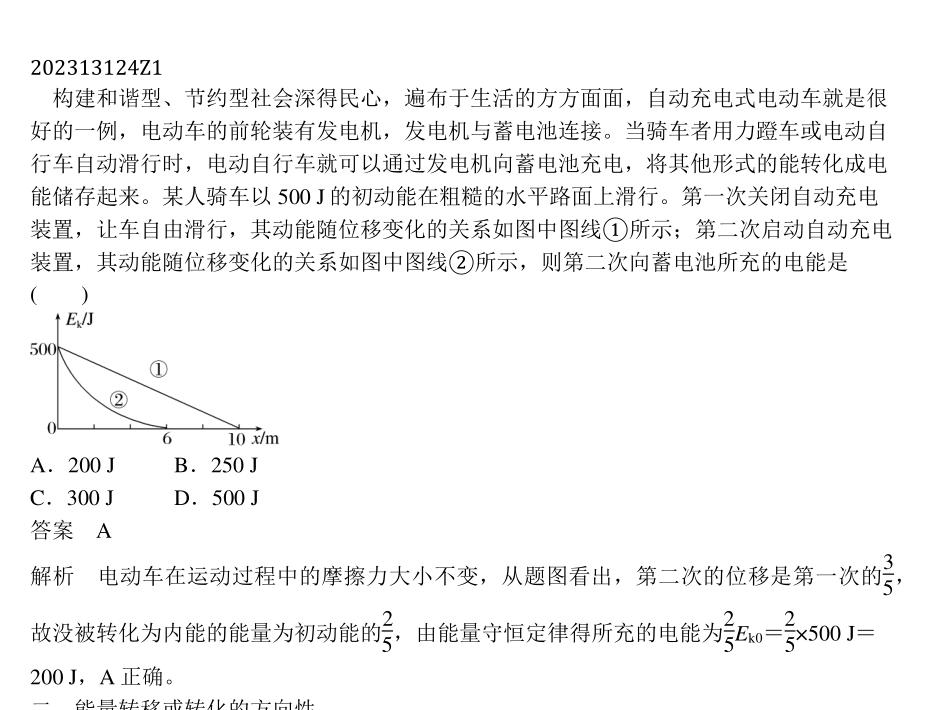 202313124Z1
构建和谐型、节约型社会深得民心，遍布于生活的方方面面，自动充电式电动车就是很
好的一例，电动车的前轮装有发电机，发电机与蓄电池连接。当骑车者用力蹬车或电动自
行车自动滑行时，电动自行车就可以通过发电机向蓄电池充电，将其他形式的能转化成电
能储存起来。某人骑车以 500 J 的初动能在粗糙的水平路面上滑行。第一次关闭自动充电
装置，让车自由滑行，其动能随位移变化的关系如图中图线①所示；第二次启动自动充电
装置，其动能随位移变化的关系如图中图线②所示，则第二次向蓄电池所充的电能是
(  )
Ek/J
500
①
②
0
6 10 x/m
A．200 J B．250 J
C．300 J D．500 J
答案 A
解析 电动车在运动过程中的摩擦力大小不变，从题图看出，第二次的位移是第一次的3/5，
故没被转化为内能的能量为初动能的2/5，由能量守恒定律得所充的电能为2/5Ek0＝2/5×500 J＝
200 J，A 正确。
二、能量转移或转化的方向性